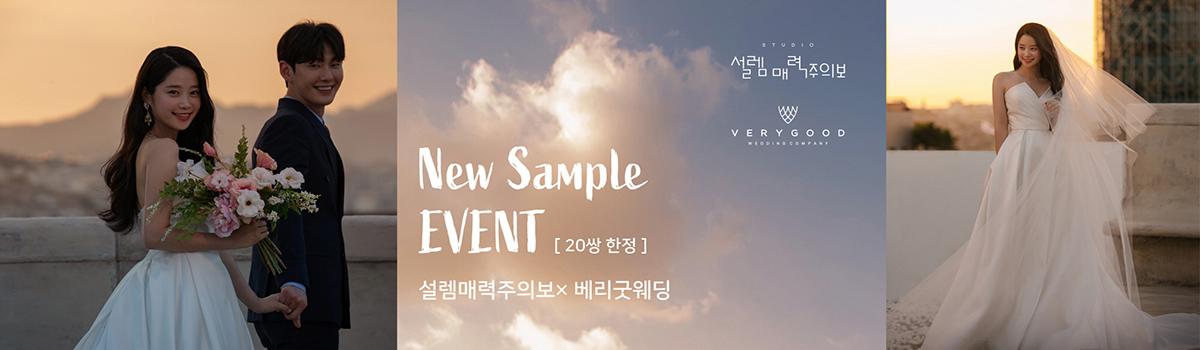 STUDIO
설렘매력주의보
VERYGOOD
WEDDING COMPANY
New Sample
EVENT [ 20쌍 한정 ]
설렘매력주의보× 베리굿웨딩